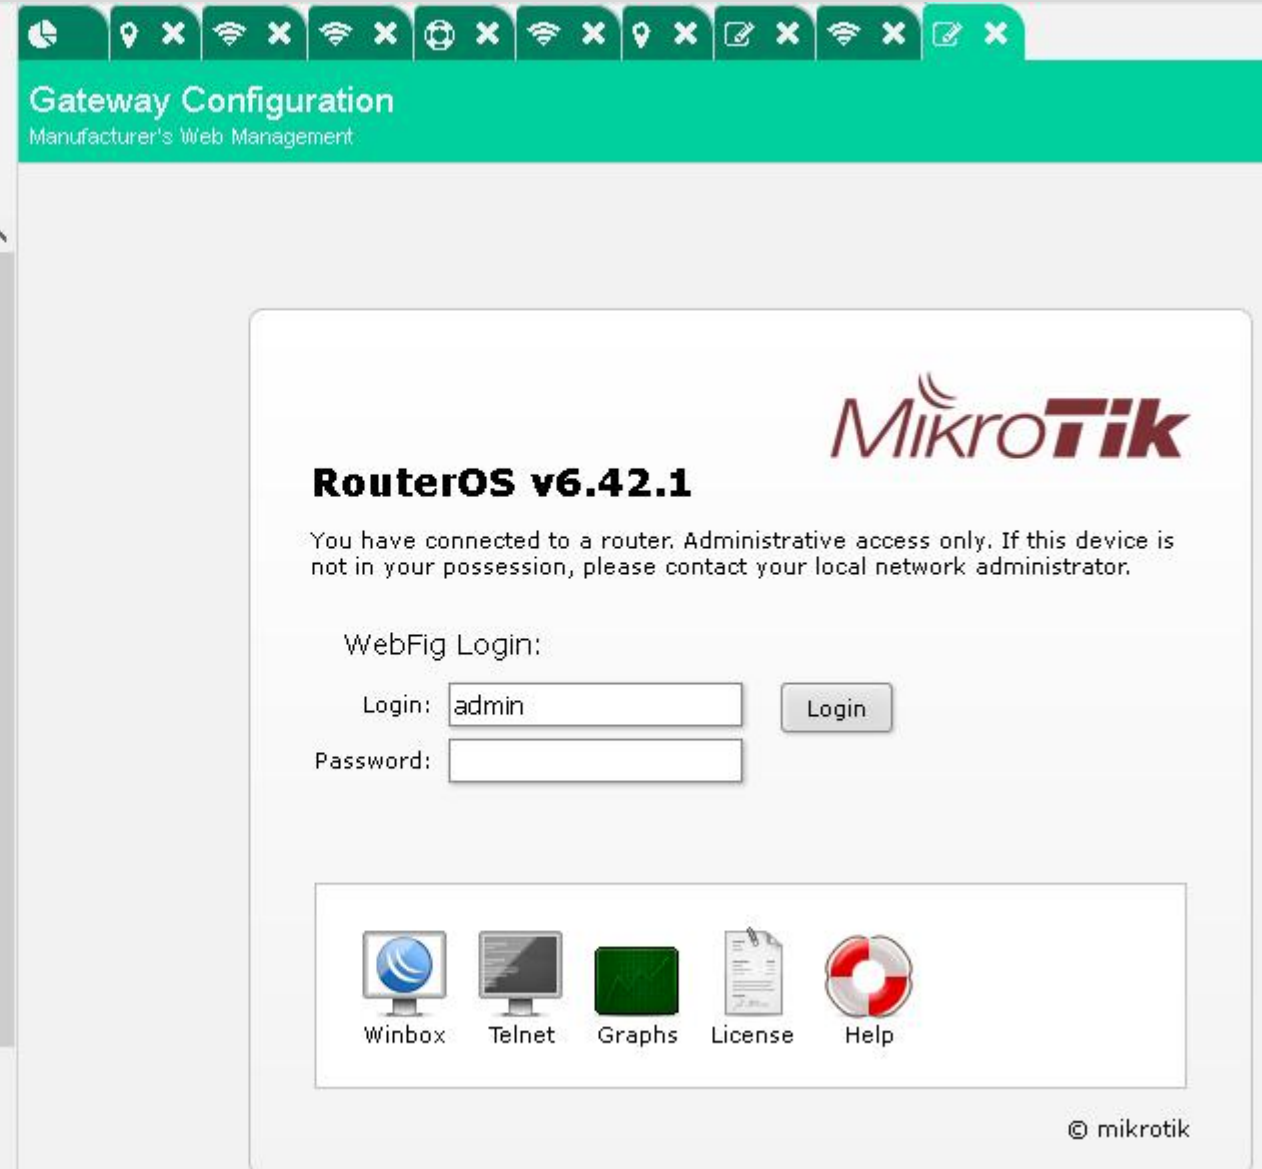 Gateway Configuration
Manufacturer's Web Management
MikroTik
RouterOS v6.42.1
You have connected to a router. Administrative access only. If this device is
not in your possession, please contact your local network administrator.
WebFig Login:
Login: admin Login
Password:
Winbox Telnet Graphs License Help
© mikrotik